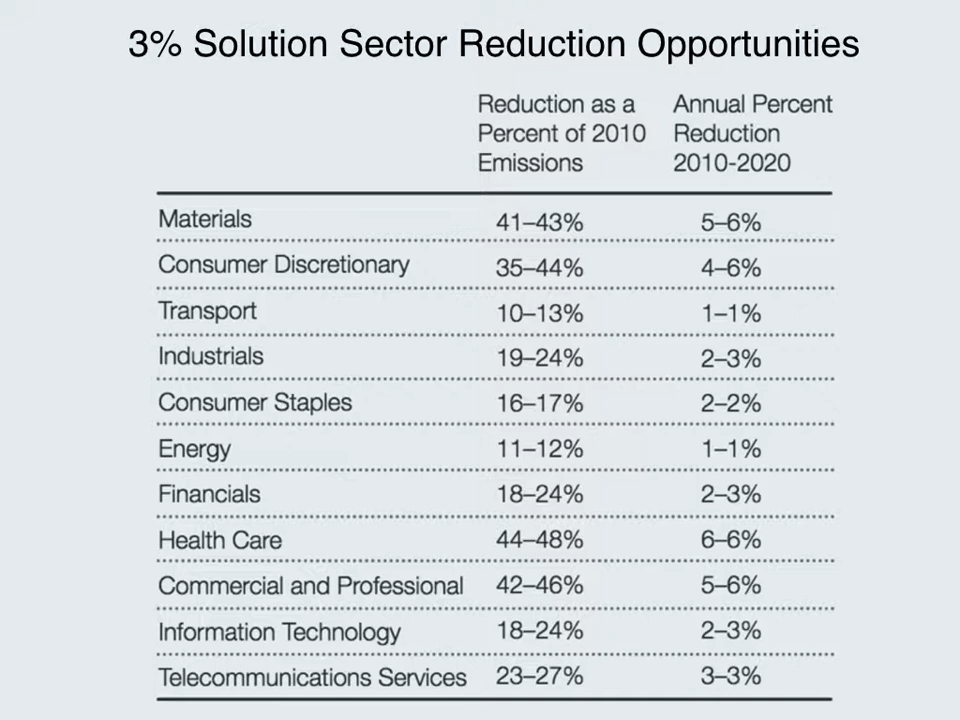 3% Solution Sector Reduction Opportunities
Reduction as a Annual Percent
Percent of 2010 Reduction
Emissions 2010-2020
Materials 41–43% 5–6%
Consumer Discretionary 35–44% 4–6%
Transport 10–13% 1–1%
Industrials 19–24% 2–3%
Consumer Staples 16–17% 2–2%
Energy 11–12% 1–1%
Financials 18–24% 2–3%
Health Care 44–48% 6–6%
Commercial and Professional 42–46% 5–6%
Information Technology 18–24% 2–3%
Telecommunications Services 23–27% 3–3%